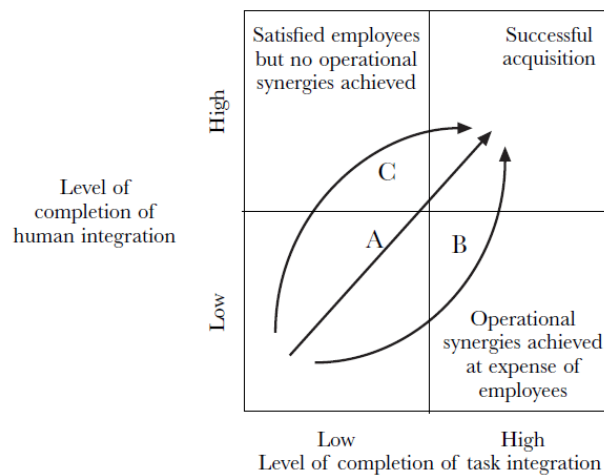 Satisfied employees
but no operational
synergies achieved
Successful
acquisition
High
Level of
completion of
human integration
C
A
B
Low
Operational
synergies achieved
at expense of
employees
Low
High
Level of completion of task integration